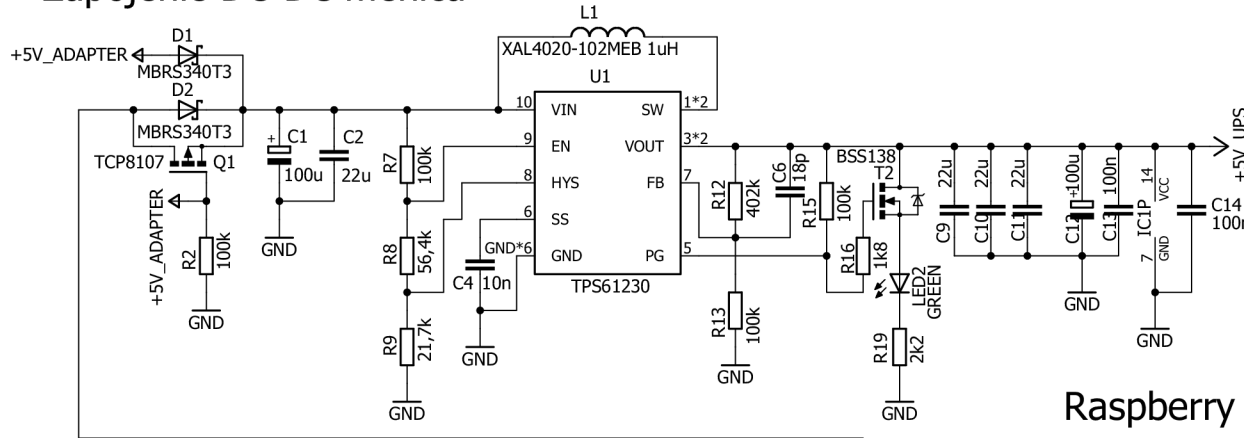 L1
XAL4020-102MEB 1uH
D1
+5V_ADAPTER
MBRS340T3
D2
MBRS340T3
TCP8107
Q1
+5V_ADAPTER
R2
100k
GND
C1
+
100u
C2
22u
GND
R7
100k
R8
56,4k
R9
21,7k
GND
C4
10n
GND
U1
10
VIN
9
EN
8
HYS
6
SS
GND*6
GND
SW
1*2
VOUT
3*2
FB
7
PG
5
TPS61230
R12
402k
C6
18p
R13
100k
GND
R15
100k
BSS138
T2
R16
1k8
LED2
GREEN
R19
2k2
GND
C9
22u
C10
22u
C11
22u
C12
+
100u
C13
100n
GND
IC1P
14
VCC
7
GND
GND
C14
+5V_UPS
Raspberry